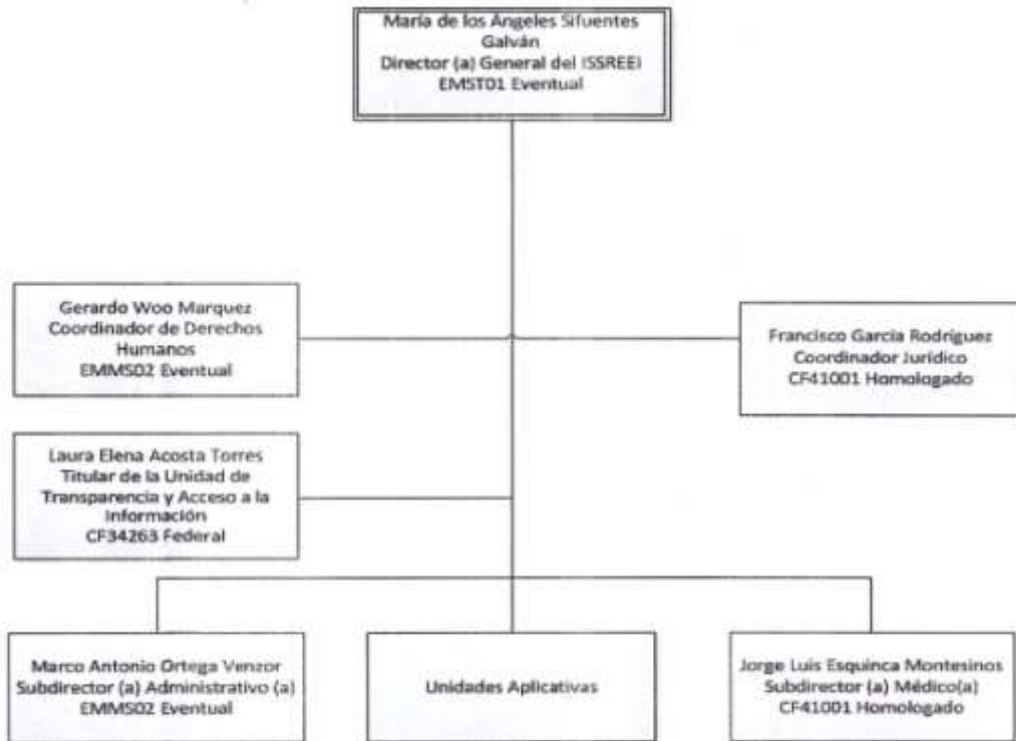 María de los Ángeles Sifuentes
Galván
Director (a) General del ISSREEI
EMST01 Eventual
Gerardo Woo Marquez
Coordinador de Derechos
Humanos
EMMS02 Eventual
Francisco García Rodríguez
Coordinador Jurídico
CF41001 Homologado
Laura Elena Acosta Torres
Titular de la Unidad de
Transparencia y Acceso a la
Información
CF34263 Federal
Marco Antonio Ortega Venzor
Subdirector (a) Administrativo (a)
EMMS02 Eventual
Unidades Aplicativas
Jorge Luis Esquinca Montesinos
Subdirector (a) Médico(a)
CF41001 Homologado